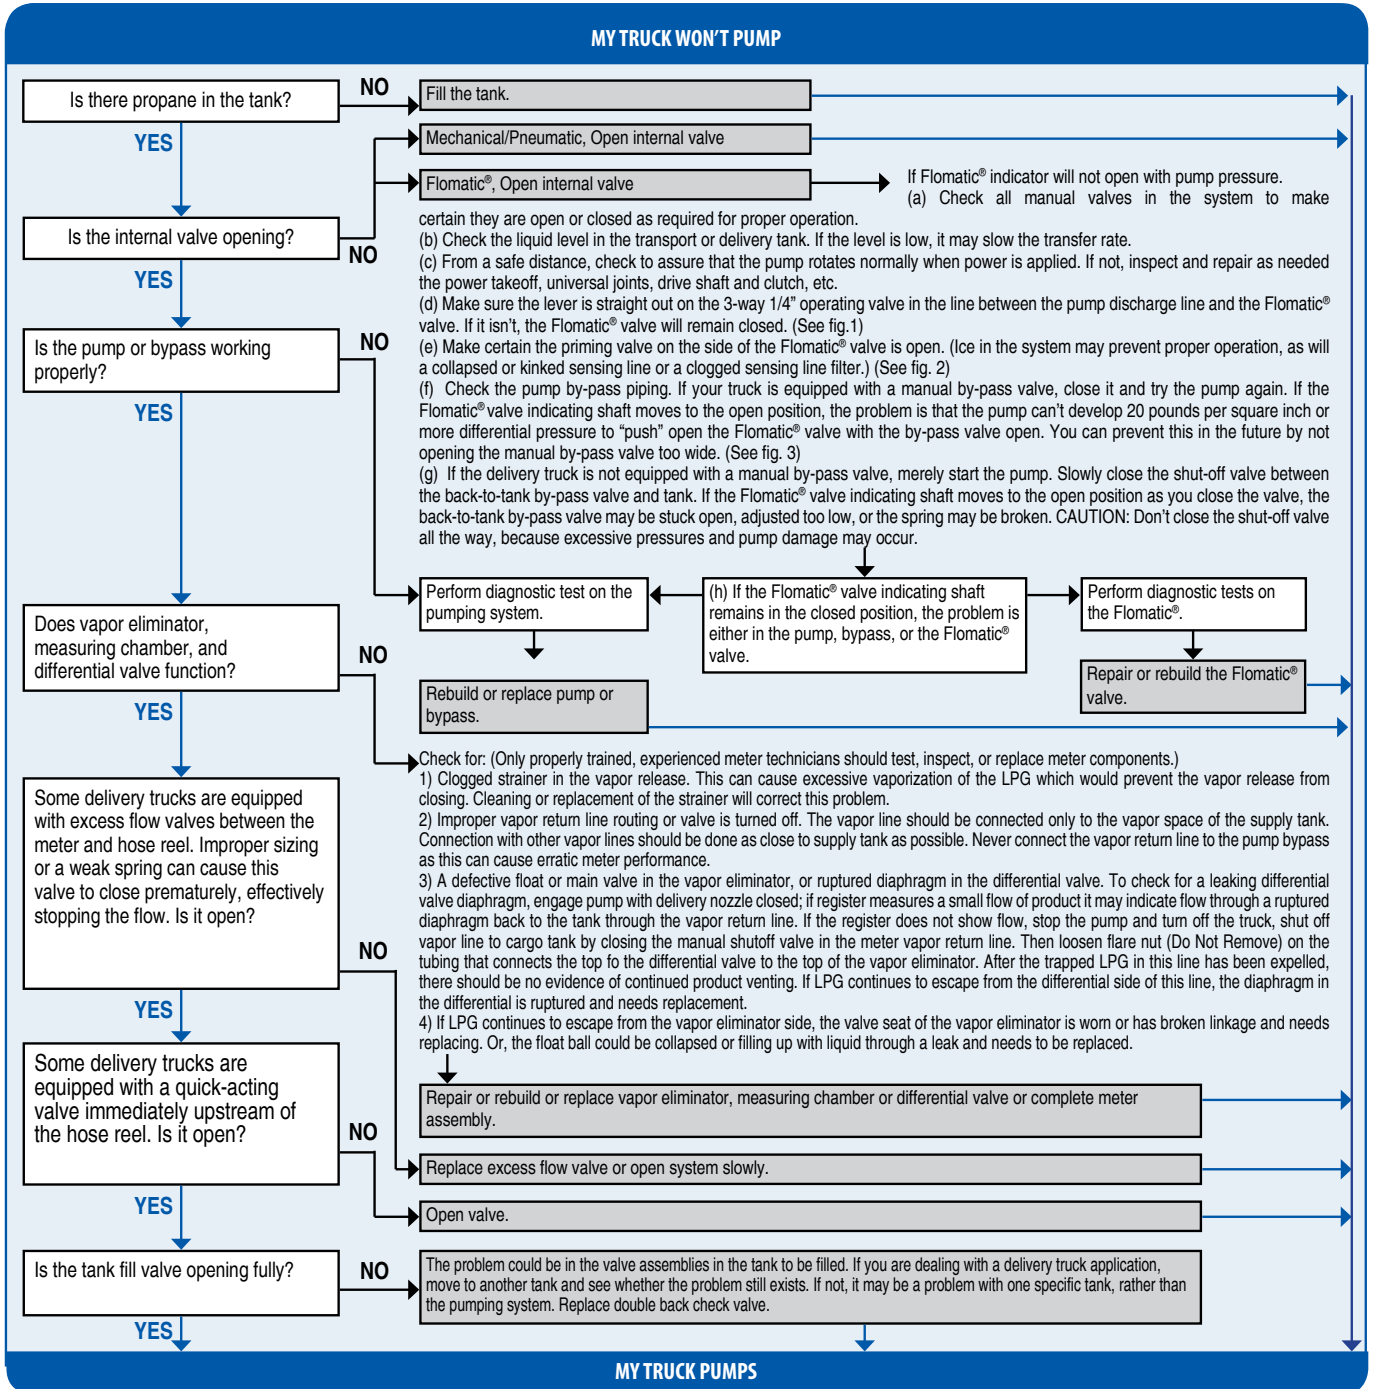 MY TRUCK WON'T PUMP
Is there propane in the tank?
NO
Fill the tank.
YES
Mechanical/Pneumatic, Open internal valve
Flomatic®, Open internal valve
If Flomatic® indicator will not open with pump pressure.
(a) Check all manual valves in the system to make
certain they are open or closed as required for proper operation.
Is the internal valve opening?
NO
(b) Check the liquid level in the transport or delivery tank. If the level is low, it may slow the transfer rate.
(c) From a safe distance, check to assure that the pump rotates normally when power is applied. If not, inspect and repair as needed
the power takeoff, universal joints, drive shaft and clutch, etc.
YES
(d) Make sure the lever is straight out on the 3-way 1/4” operating valve in the line between the pump discharge line and the Flomatic®
valve. If it isn’t, the Flomatic® valve will remain closed. (See fig.1)
Is the pump or bypass working
properly?
NO
(e) Make certain the priming valve on the side of the Flomatic® valve is open. (Ice in the system may prevent proper operation, as will
a collapsed or kinked sensing line or a clogged sensing line filter.) (See fig. 2)
(f) Check the pump by-pass piping. If your truck is equipped with a manual by-pass valve, close it and try the pump again. If the
Flomatic® valve indicating shaft moves to the open position, the problem is that the pump can’t develop 20 pounds per square inch or
more differential pressure to “push” open the Flomatic® valve with the by-pass valve open. You can prevent this in the future by not
opening the manual by-pass valve too wide. (See fig. 3)
YES
(g) If the delivery truck is not equipped with a manual by-pass valve, merely start the pump. Slowly close the shut-off valve between
the back-to-tank by-pass valve and tank. If the Flomatic® valve indicating shaft moves to the open position as you close the valve, the
back-to-tank by-pass valve may be stuck open, adjusted too low, or the spring may be broken. CAUTION: Don’t close the shut-off valve
all the way, because excessive pressures and pump damage may occur.
Perform diagnostic test on the
pumping system.
(h) If the Flomatic® valve indicating shaft
remains in the closed position, the problem is
either in the pump, bypass, or the Flomatic®
valve.
Perform diagnostic tests on
the Flomatic®.
Does vapor eliminator,
measuring chamber, and
differential valve function?
NO
Rebuild or replace pump or
bypass.
Repair or rebuild the Flomatic®
valve.
YES
Check for: (Only properly trained, experienced meter technicians should test, inspect, or replace meter components.)
1) Clogged strainer in the vapor release. This can cause excessive vaporization of the LPG which would prevent the vapor release from
closing. Cleaning or replacement of the strainer will correct this problem.
2) Improper vapor return line routing or valve is turned off. The vapor line should be connected only to the vapor space of the supply tank.
Connection with other vapor lines should be done as close to supply tank as possible. Never connect the vapor return line to the pump bypass
as this can cause erratic meter performance.
3) A defective float or main valve in the vapor eliminator, or ruptured diaphragm in the differential valve. To check for a leaking differential
valve diaphragm, engage pump with delivery nozzle closed; if register measures a small flow of product it may indicate flow through a ruptured
diaphragm back to the tank through the vapor return line. If the register does not show flow, stop the pump and turn off the truck, shut off
vapor line to cargo tank by closing the manual shutoff valve in the meter vapor return line. Then loosen flare nut (Do Not Remove) on the
tubing that connects the top fo the differential valve to the top of the vapor eliminator. After the trapped LPG in this line has been expelled,
there should be no evidence of continued product venting. If LPG continues to escape from the differential side of this line, the diaphragm in
the differential is ruptured and needs replacement.
4) If LPG continues to escape from the vapor eliminator side, the valve seat of the vapor eliminator is worn or has broken linkage and needs
replacing. Or, the float ball could be collapsed or filling up with liquid through a leak and needs to be replaced.
Some delivery trucks are equipped
with excess flow valves between the
meter and hose reel. Improper sizing
or a weak spring can cause this
valve to close prematurely, effectively
stopping the flow. Is it open?
NO
YES
Repair or rebuild or replace vapor eliminator, measuring chamber or differential valve or complete meter
assembly.
Some delivery trucks are
equipped with a quick-acting
valve immediately upstream of
the hose reel. Is it open?
NO
Replace excess flow valve or open system slowly.
YES
Open valve.
Is the tank fill valve opening fully?
NO
The problem could be in the valve assemblies in the tank to be filled. If you are dealing with a delivery truck application,
move to another tank and see whether the problem still exists. If not, it may be a problem with one specific tank, rather than
the pumping system. Replace double back check valve.
YES
MY TRUCK PUMPS